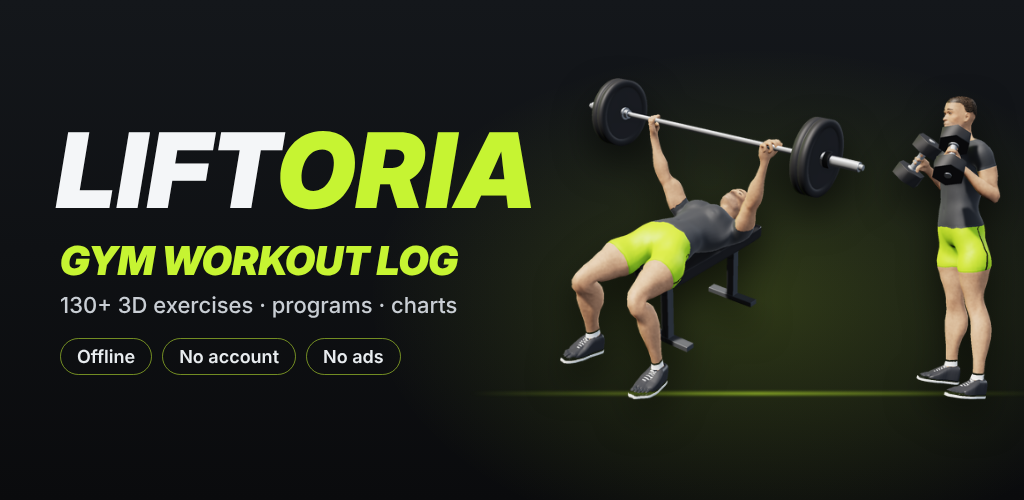 LIFTORIA
GYM WORKOUT LOG
130+ 3D exercises · programs · charts
Offline No account No ads